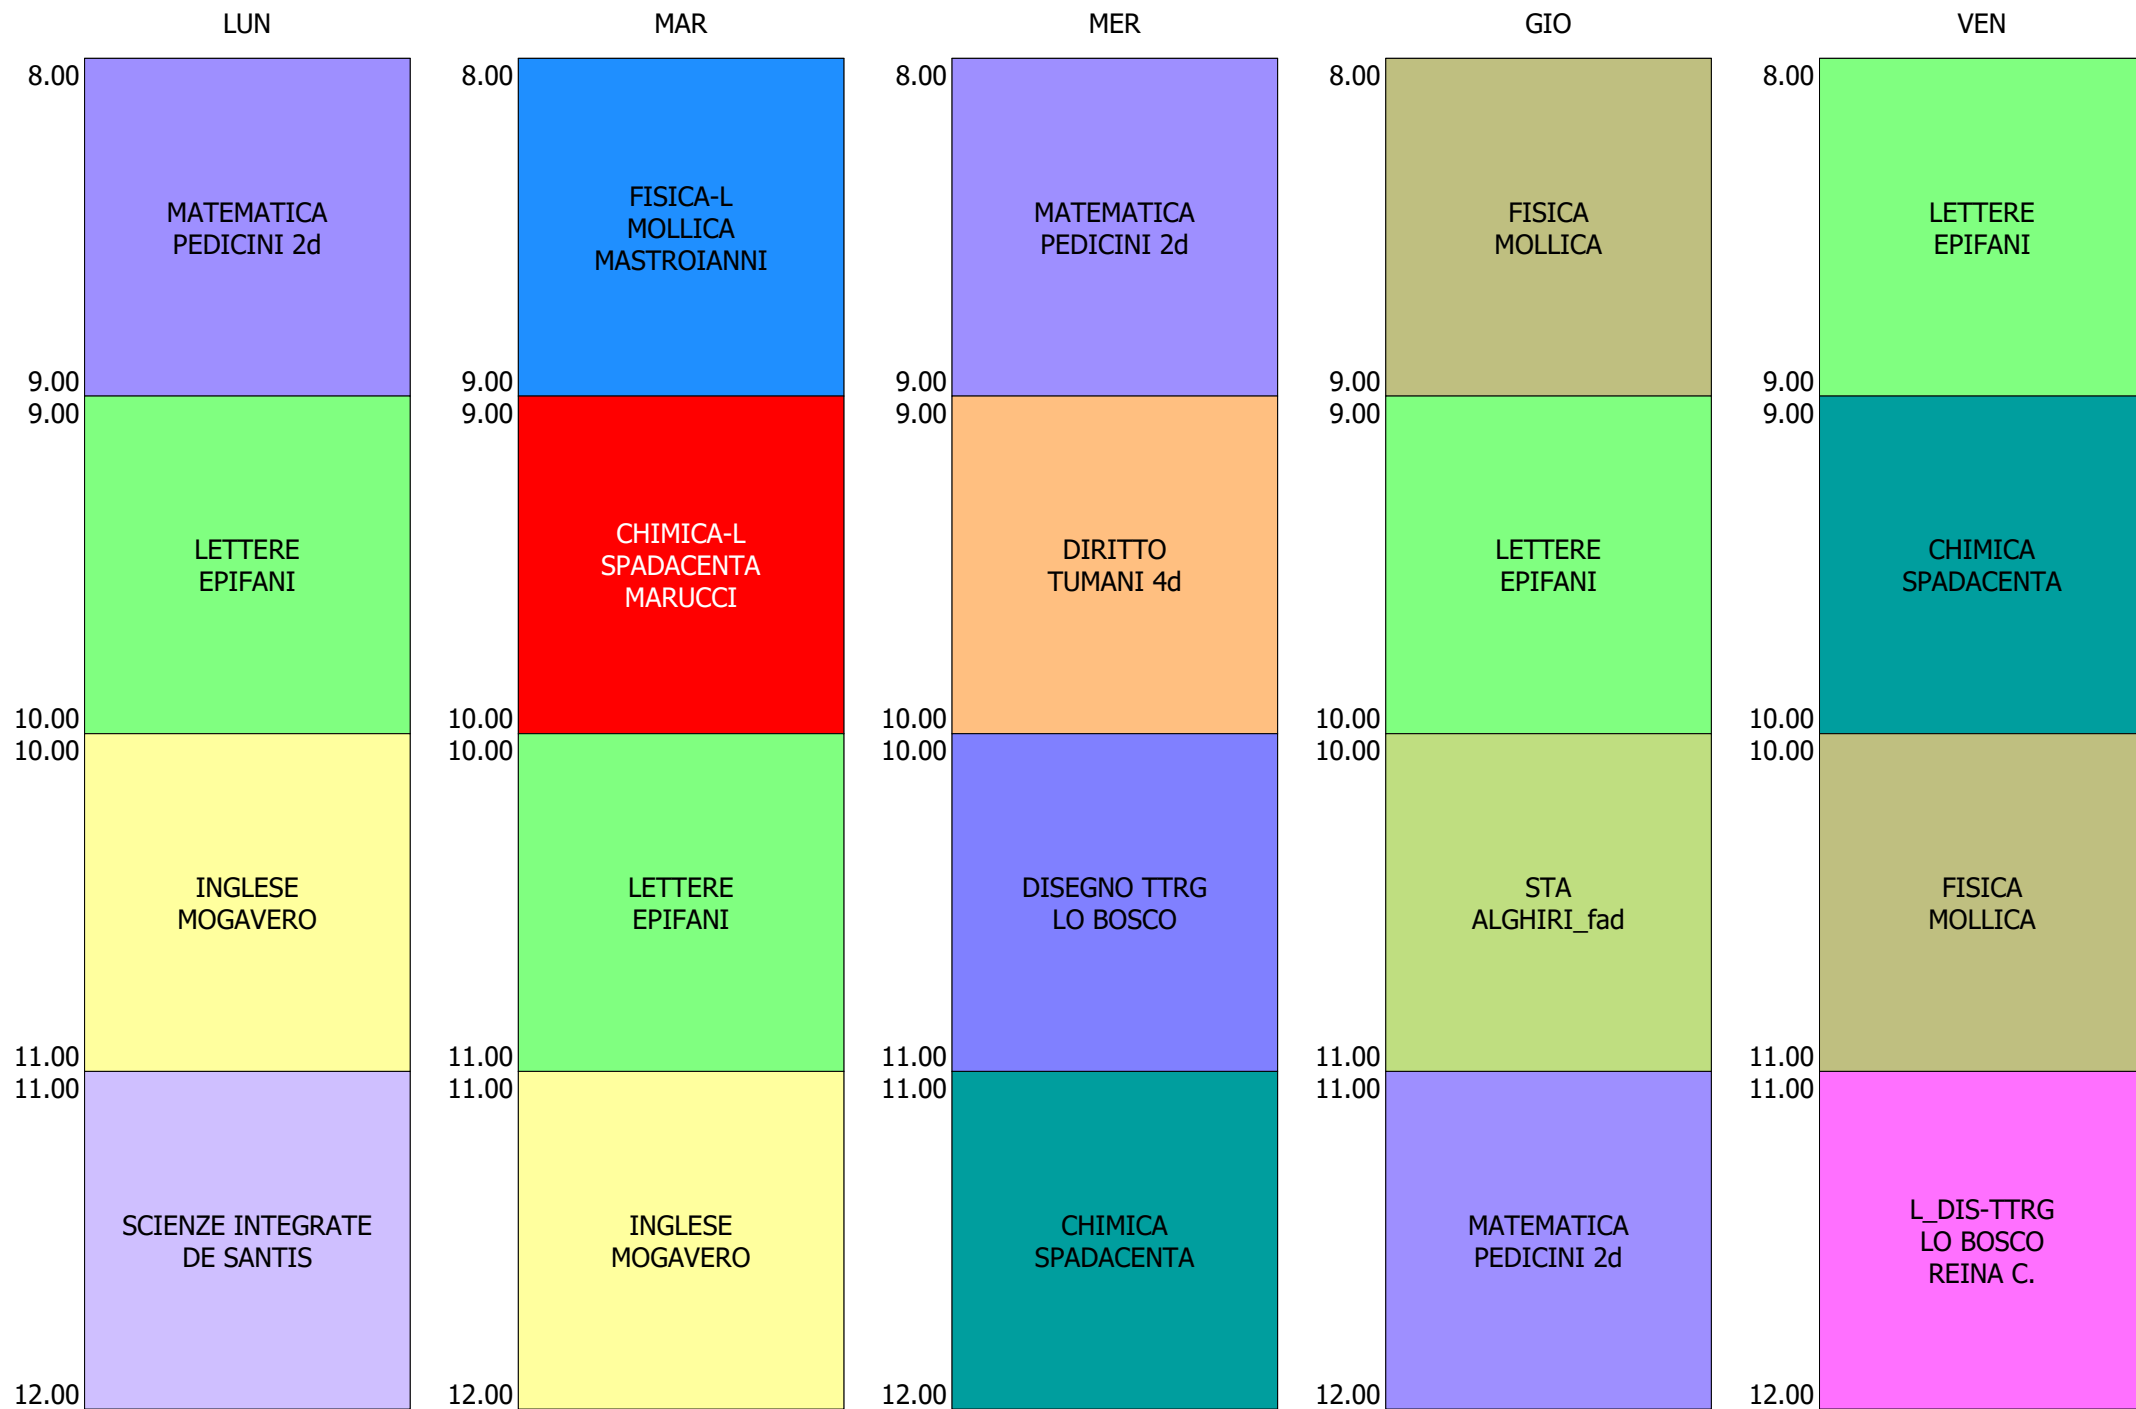 LUN
MAR
MER
GIO
VEN
8.00
MATEMATICA
PEDICINI 2d
9.00
8.00
FISICA-L
MOLLICA
MASTROIANNI
9.00
8.00
MATEMATICA
PEDICINI 2d
9.00
8.00
FISICA
MOLLICA
9.00
8.00
LETTERE
EPIFANI
9.00
9.00
LETTERE
EPIFANI
10.00
9.00
CHIMICA-L
SPADACENTA
MARUCCI
10.00
9.00
DIRITTO
TUMANI 4d
10.00
9.00
LETTERE
EPIFANI
10.00
9.00
CHIMICA
SPADACENTA
10.00
10.00
INGLESE
MOGAVERO
11.00
10.00
LETTERE
EPIFANI
11.00
10.00
DISEGNO TTRG
LO BOSCO
11.00
10.00
STA
ALGHIRI_fad
11.00
10.00
FISICA
MOLLICA
11.00
11.00
SCIENZE INTEGRATE
DE SANTIS
12.00
11.00
INGLESE
MOGAVERO
12.00
11.00
CHIMICA
SPADACENTA
12.00
11.00
MATEMATICA
PEDICINI 2d
12.00
11.00
L_DIS-TTRG
LO BOSCO
REINA C.
12.00